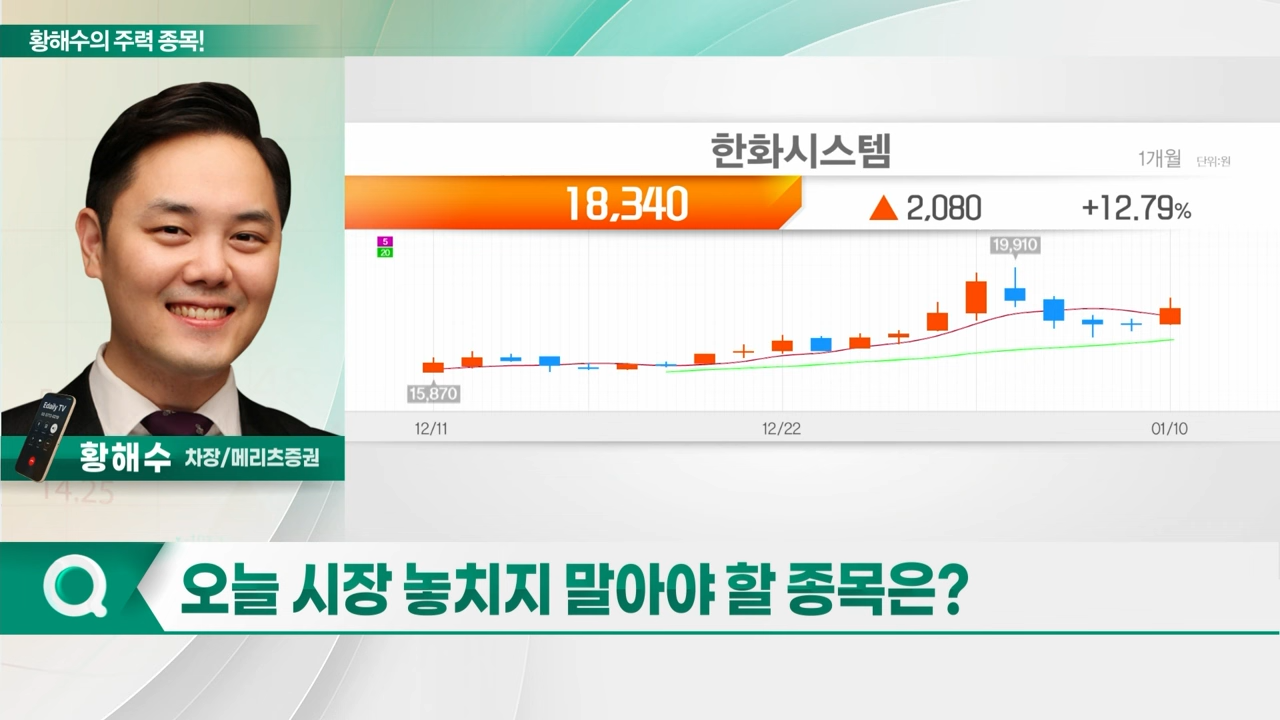 황해수의 주력 종목!
한화시스템
1개월 단위:원
18,340 ▲ 2,080 +12.79%
5
20
19,910
15,870
12/11 12/22 01/10
Edaily TV
황해수 차장/메리츠증권
14.25
오늘 시장 놓치지 말아야 할 종목은?